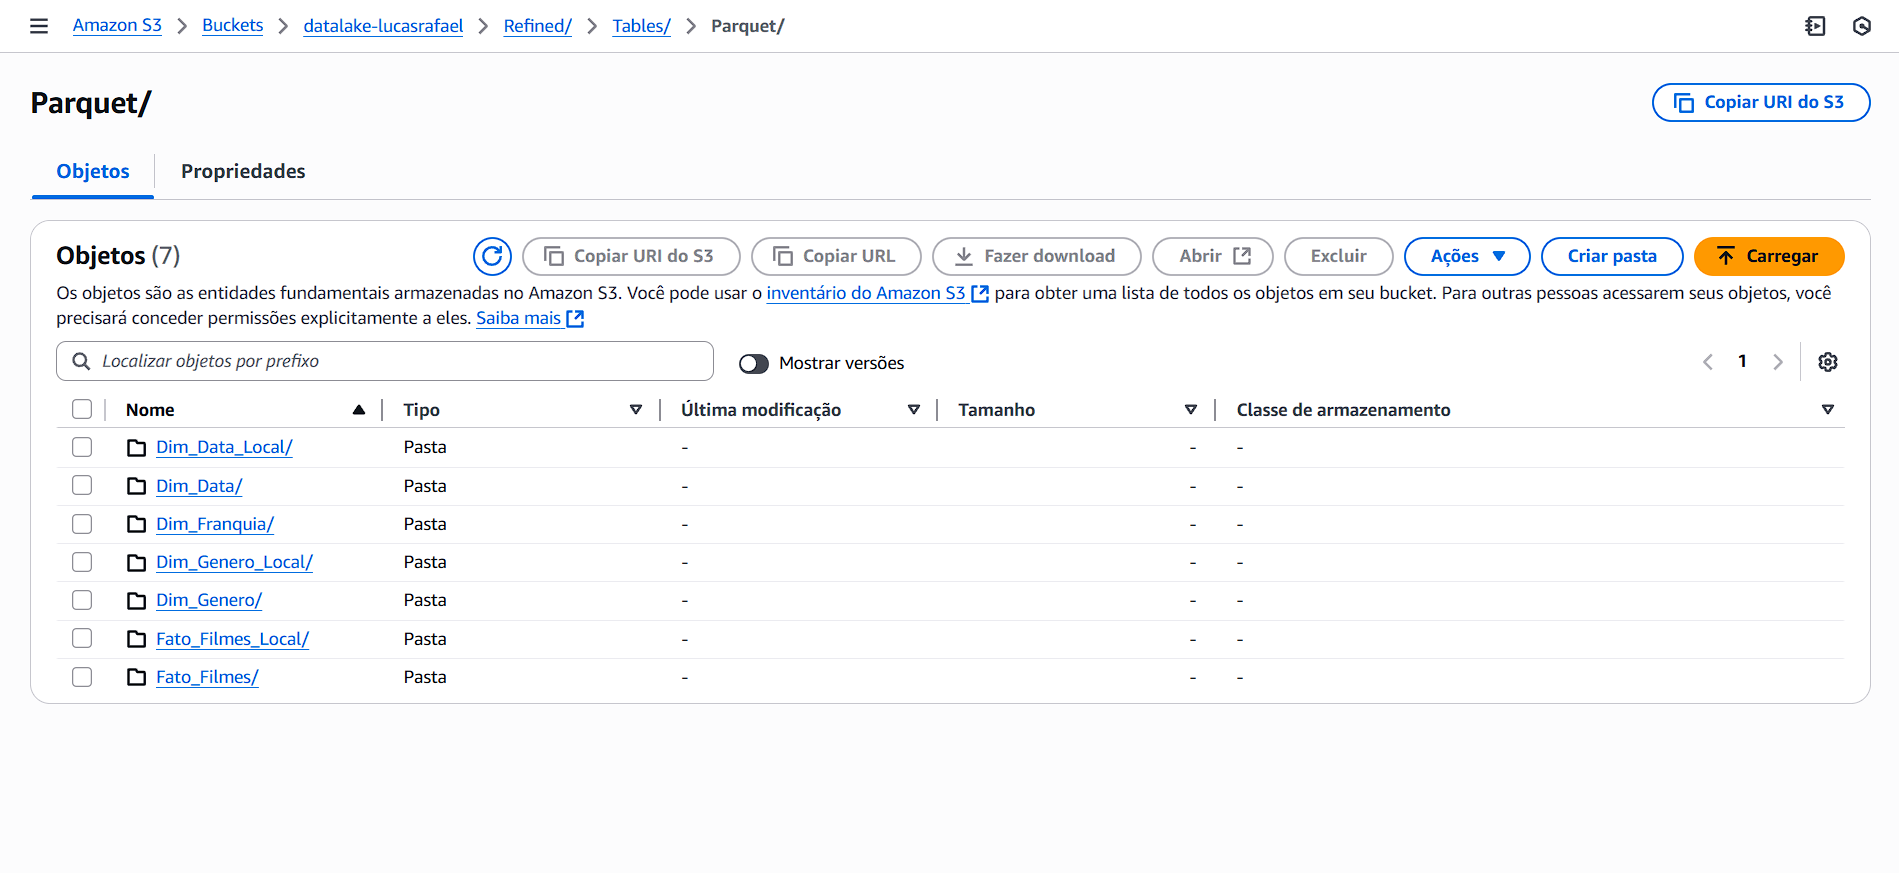 Amazon S3 > Buckets > datalake-lucasrafael > Refined/ > Tables/ > Parquet/
Parquet/
Copiar URI do S3
Objetos
Propriedades
Objetos (7)
Copiar URI do S3
Copiar URL
Fazer download
Abrir
Excluir
Ações
Criar pasta
Carregar
Os objetos são as entidades fundamentais armazenadas no Amazon S3. Você pode usar o inventário do Amazon S3 para obter uma lista de todos os objetos em seu bucket. Para outras pessoas acessarem seus objetos, você
precisará conceder permissões explicitamente a eles. Saiba mais
Localizar objetos por prefixo
Mostrar versões
1
Nome Tipo Última modificação Tamanho Classe de armazenamento
Dim_Data_Local/ Pasta - - -
Dim_Data/ Pasta - - -
Dim_Franquia/ Pasta - - -
Dim_Genero_Local/ Pasta - - -
Dim_Genero/ Pasta - - -
Fato_Filmes_Local/ Pasta - - -
Fato_Filmes/ Pasta - - -